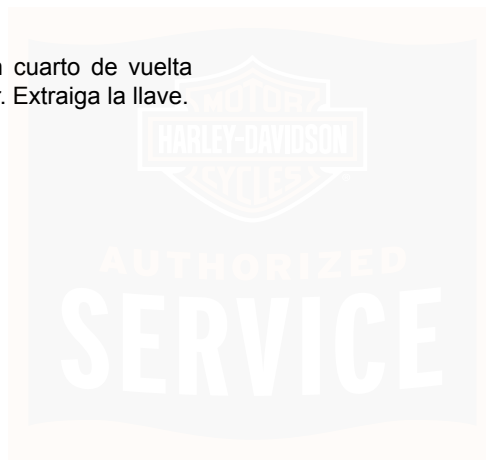 cuarto de vuelta
. Extraiga la llave.
MOTOR
HARLEY-DAVIDSON
CYCLES
AUTHORIZED
SERVICE